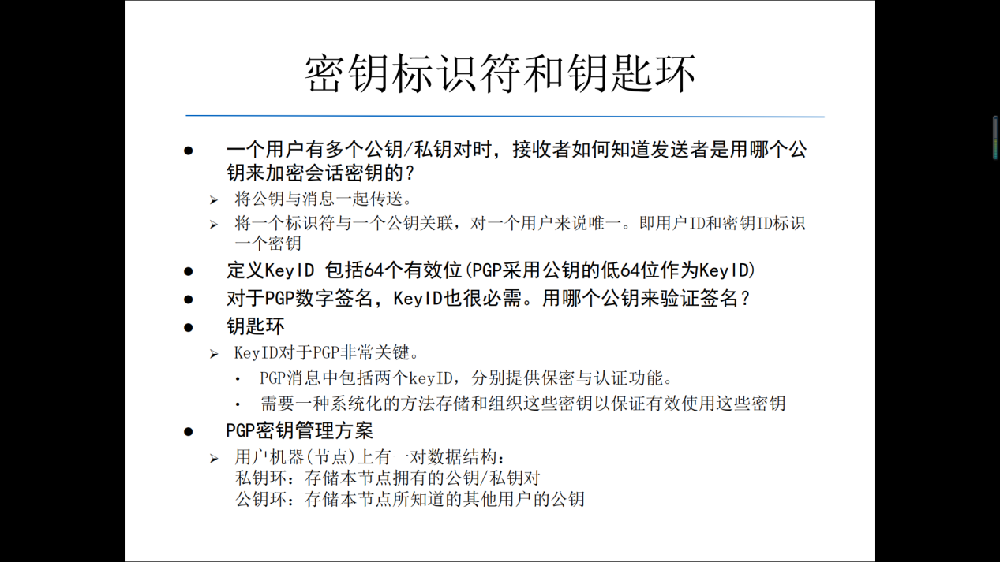 密钥标识符和钥匙环
● 一个用户有多个公钥/私钥对时，接收者如何知道发送者是用哪个公
钥来加密会话密钥的？
➢ 将公钥与消息一起传送。
➢ 将一个标识符与一个公钥关联，对一个用户来说唯一。即用户ID和密钥ID标识
一个密钥
● 定义KeyID 包括64个有效位(PGP采用公钥的低64位作为KeyID)
● 对于PGP数字签名，KeyID也很必需。用哪个公钥来验证签名？
● 钥匙环
➢ KeyID对于PGP非常关键。
• PGP消息中包括两个keyID，分别提供保密与认证功能。
• 需要一种系统化的方法存储和组织这些密钥以保证有效使用这些密钥
● PGP密钥管理方案
➢ 用户机器(节点)上有一对数据结构：
私钥环：存储本节点拥有的公钥/私钥对
公钥环：存储本节点所知道的其他用户的公钥